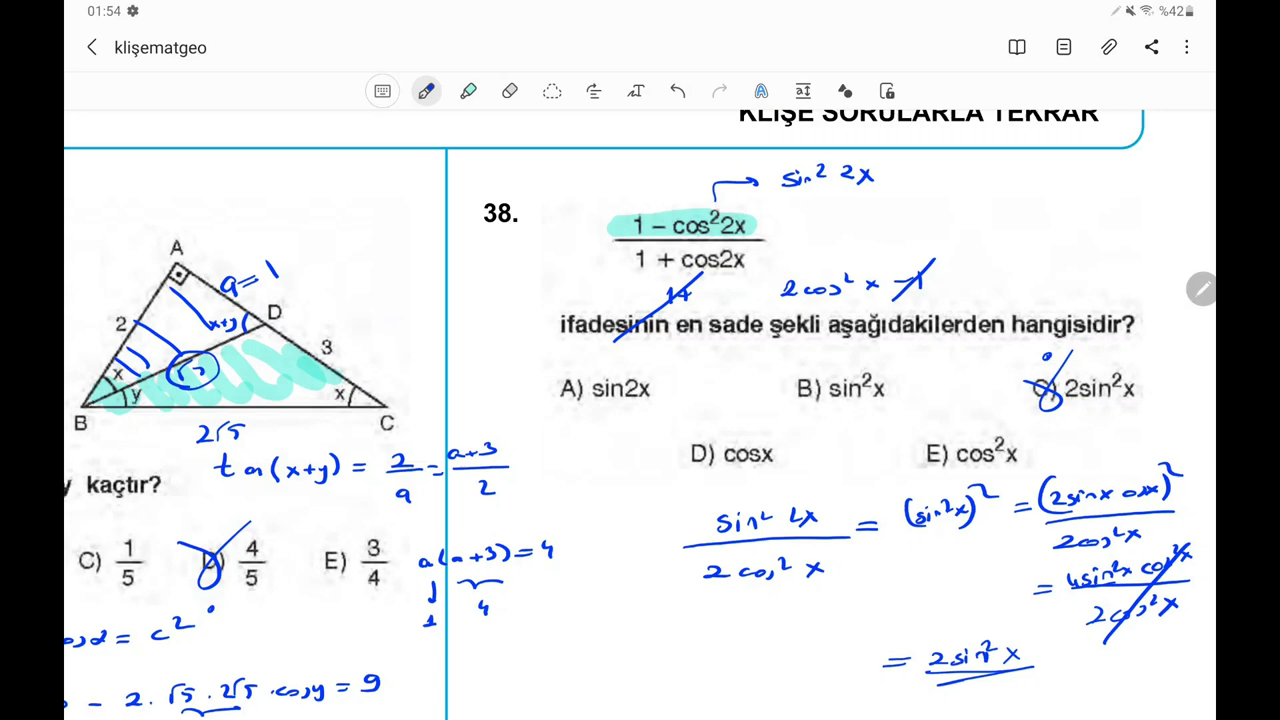 01:54
%42
klişematgeo
KLİŞE SORULARLA TEKRAR
A
a=1
2
x+y
D
3
x
y
x
B
C
2√5
tan(x+y) = 2/a = a+3/2
kaçtır?
C) 1/5
D) 4/5
E) 3/4
a(a+3) = 4
1
4
= c²
- 2. √5 . 2√5 .cosy = 9
38.
sin² 2x
1 – cos²2x
1 + cos2x
2cos² x -1
ifadesinin en sade şekli aşağıdakilerden hangisidir?
A) sin2x
B) sin²x
C) 2sin²x
D) cosx
E) cos²x
sin² 2x / 2cos² x = (sin2x)² = (2sinx cosx)² / 2cos²x
= 4sin²x cos²x / 2cos²x
= 2sin² x